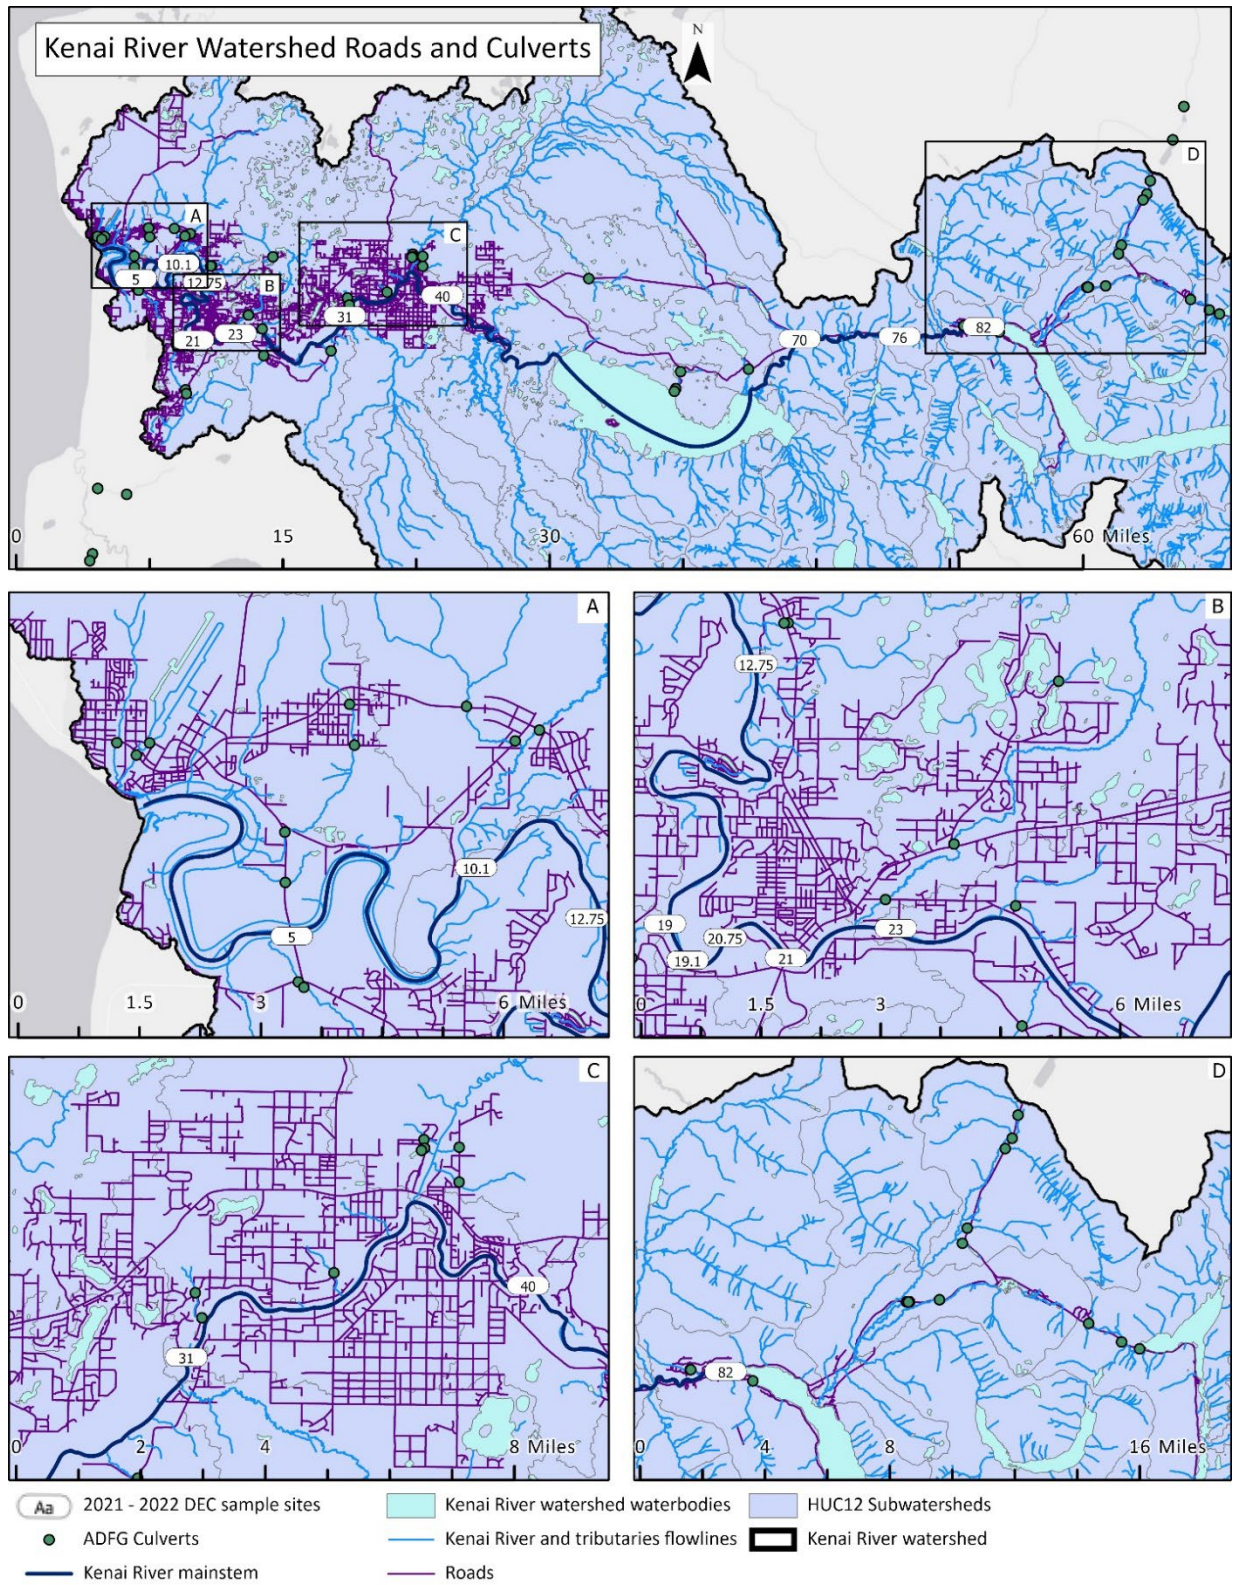 Kenai River Watershed Roads and Culverts
N
D
A
C
10.1
5
12.75
B
40
31
23
21
70
76
82
0
15
30
60 Miles
A
B
12.75
10.1
12.75
5
19
20.75
23
19.1
21
0
1.5
3
6 Miles
0
1.5
3
6 Miles
C
D
40
31
82
0
2
4
8 Miles
0
4
8
16 Miles
Aa
2021 - 2022 DEC sample sites
Kenai River watershed waterbodies
HUC12 Subwatersheds
ADFG Culverts
Kenai River and tributaries flowlines
Kenai River watershed
Kenai River mainstem
Roads